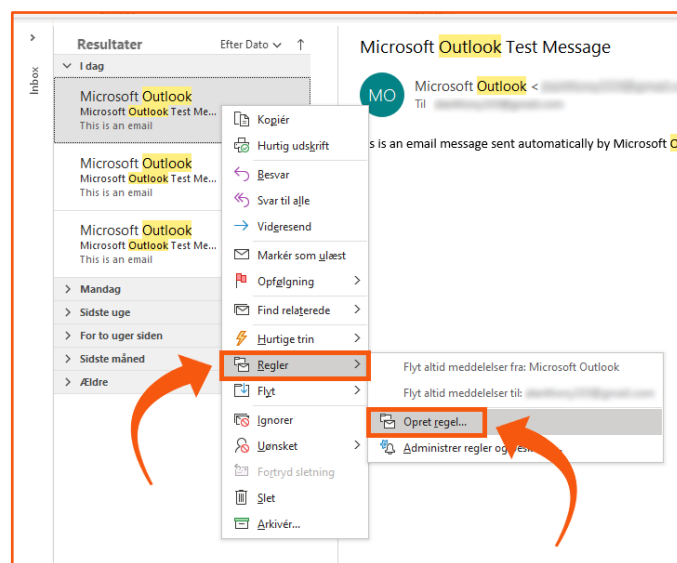 Inbox
Resultater
Efter Dato
I dag
Microsoft Outlook
Microsoft Outlook Test Me...
This is an email
Microsoft Outlook
Microsoft Outlook Test Me...
This is an email
Microsoft Outlook
Microsoft Outlook Test Me...
This is an email
Mandag
Sidste uge
For to uger siden
Sidste måned
Ældre
Microsoft Outlook Test Message
MO
Microsoft Outlook <
Til
s is an email message sent automatically by Microsoft O
Kopiér
Hurtig udskrift
Besvar
Svar til alle
Videresend
Markér som ulæst
Opfølgning
Find relaterede
Hurtige trin
Regler
Flyt
Ignorer
Uønsket
Fortryd sletning
Slet
Arkivér...
Flyt altid meddelelser fra: Microsoft Outlook
Flyt altid meddelelser til:
Opret regel...
Administrer regler og